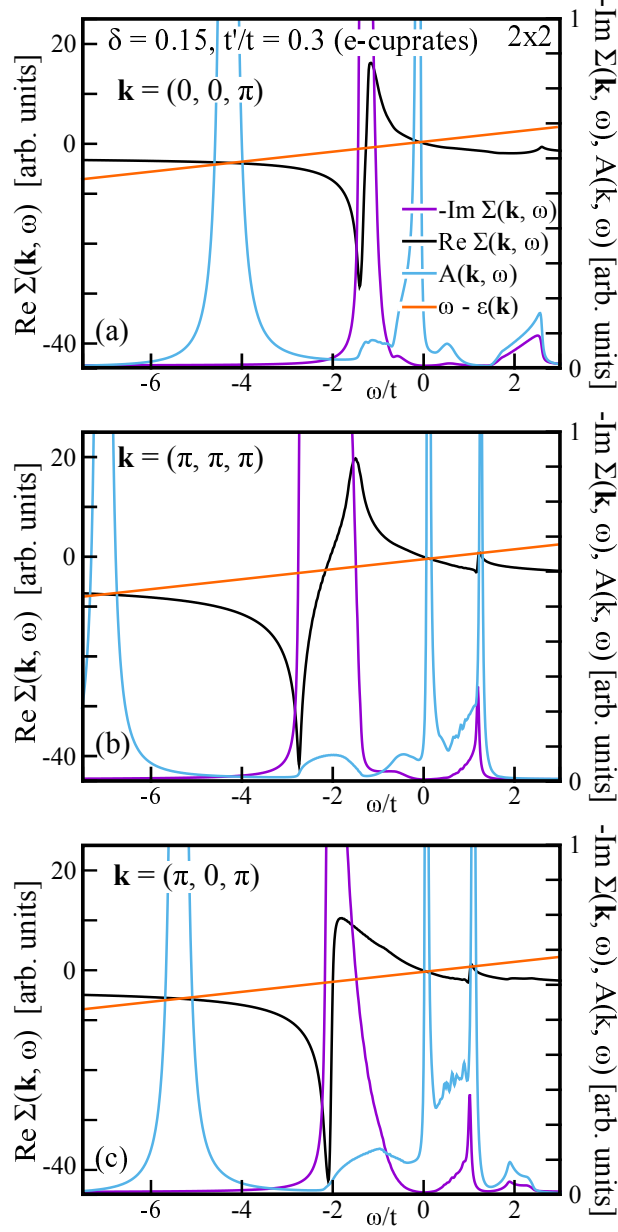 δ = 0.15, t'/t = 0.3 (e-cuprates) 2x2
k = (0, 0, π)
20
0
-40
Re Σ(k, ω) [arb. units]
-Im Σ(k, ω)
Re Σ(k, ω)
A(k, ω)
ω - ε(k)
(a)
1
0
-Im Σ(k, ω), A(k, ω) [arb. units]
-6 -4 -2 0 2
ω/t
k = (π, π, π)
20
0
-40
Re Σ(k, ω) [arb. units]
(b)
1
0
-Im Σ(k, ω), A(k, ω) [arb. units]
-6 -4 -2 0 2
ω/t
k = (π, 0, π)
20
0
-40
Re Σ(k, ω) [arb. units]
(c)
1
0
-Im Σ(k, ω), A(k, ω) [arb. units]
-6 -4 -2 0 2
ω/t